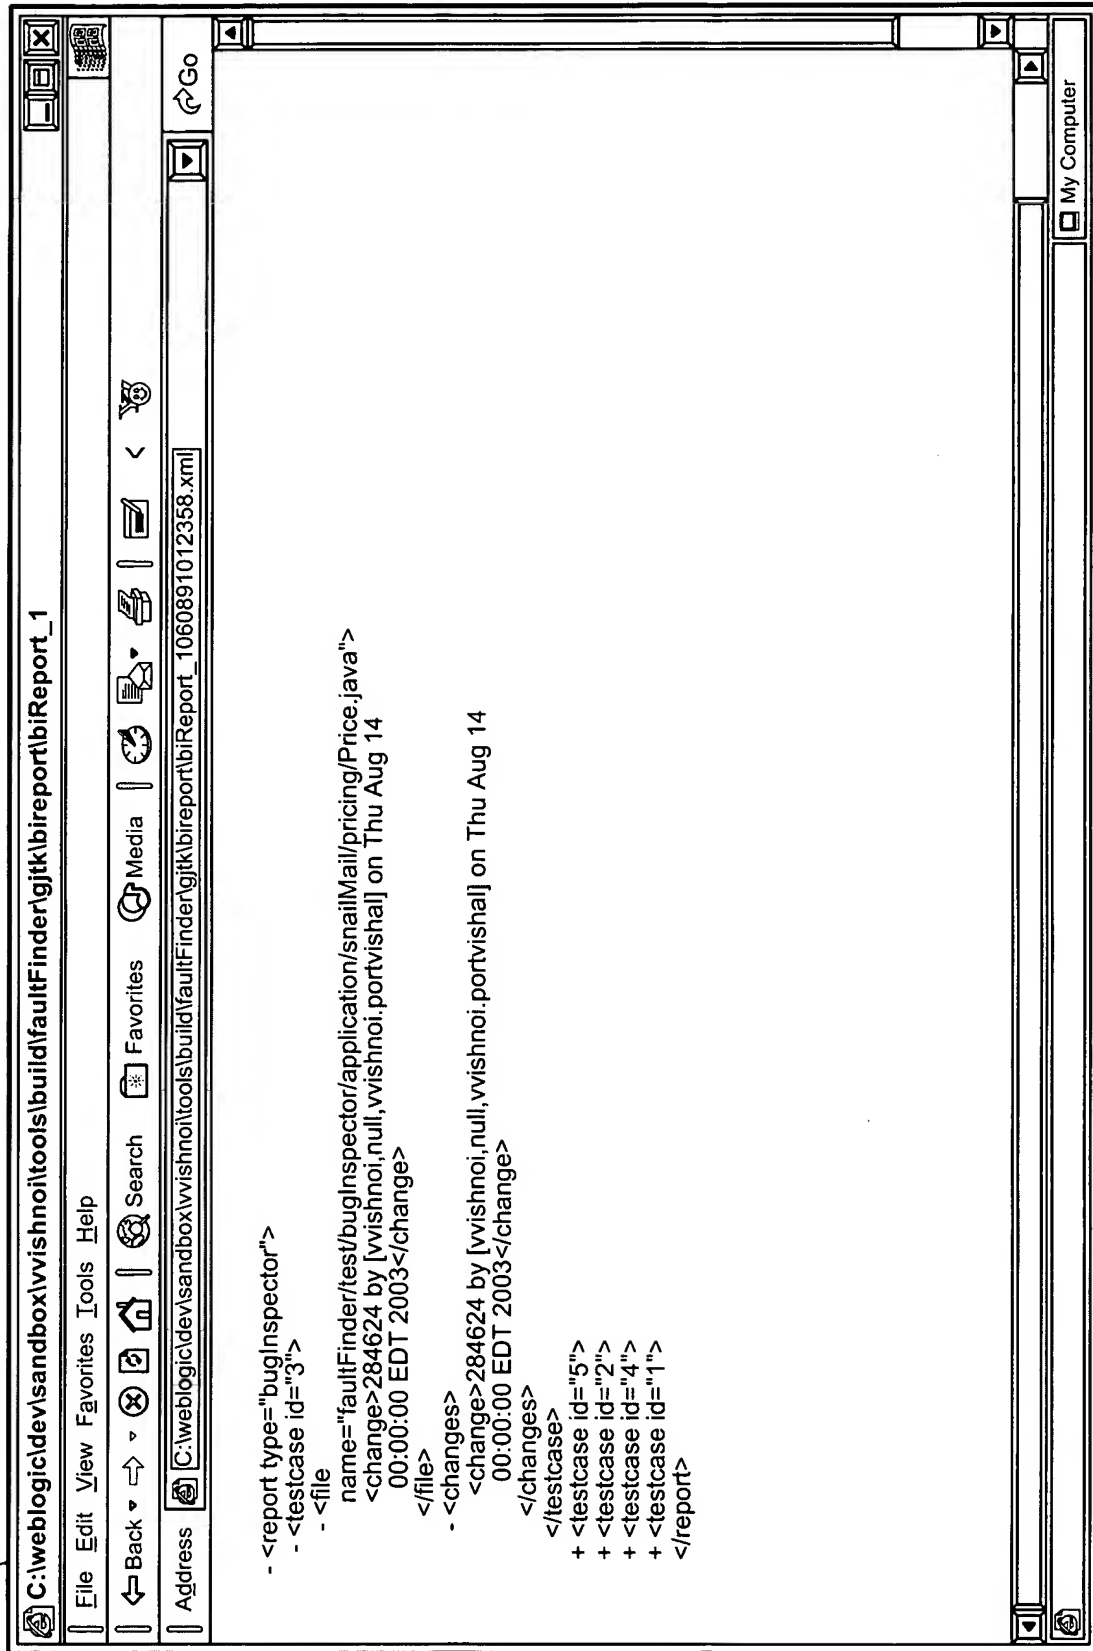 C:\weblogic\dev\sandbox\vvishnoi\tools\build\faultFinder\gjtk\bireport\biReport_1
File Edit View Favorites Tools Help
Back Search Favorites Media
Address C:\weblogic\dev\sandbox\vvishnoi\tools\build\faultFinder\gjtk\bireport\biReport_1060891012358.xml Go
- <report type="bugInspector">
- <testcase id="3">
- <file
name="faultFinder/test/bugInspector/application/snailMail/pricing/Price.java">
<change>284624 by [vvishnoi,null,vvishnoi.portvishal] on Thu Aug 14
00:00:00 EDT 2003</change>
</file>
- <changes>
<change>284624 by [vvishnoi,null,vvishnoi.portvishal] on Thu Aug 14
00:00:00 EDT 2003</change>
</changes>
</testcase>
+ <testcase id="5">
+ <testcase id="2">
+ <testcase id="4">
+ <testcase id="1">
</report>
My Computer